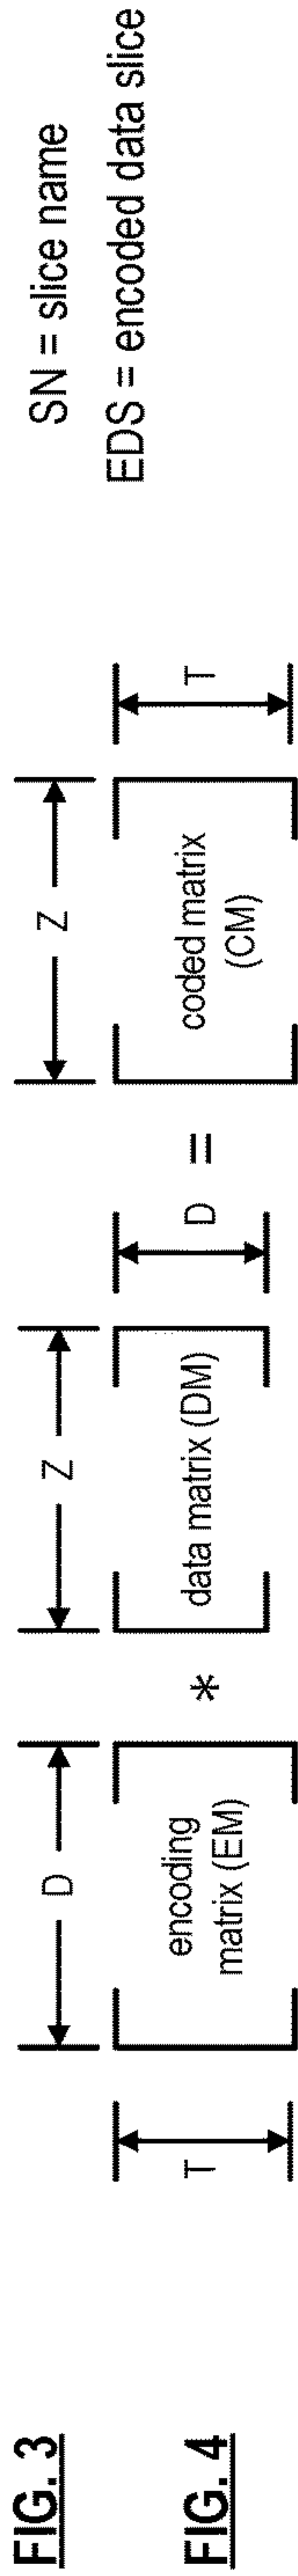 FIG. 3
SN = slice name
EDS = encoded data slice
FIG. 4
T
D
encoding
matrix (EM)
*
Z
data matrix (DM)
D
=
Z
coded matrix
(CM)
T